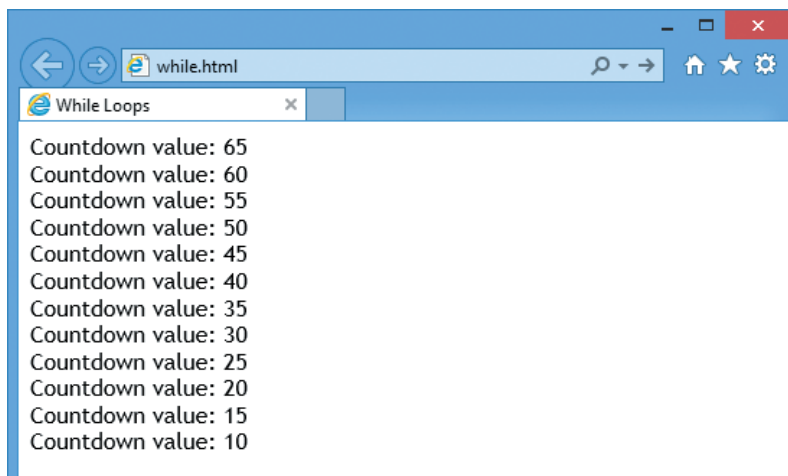 while.html
While Loops
Countdown value: 65
Countdown value: 60
Countdown value: 55
Countdown value: 50
Countdown value: 45
Countdown value: 40
Countdown value: 35
Countdown value: 30
Countdown value: 25
Countdown value: 20
Countdown value: 15
Countdown value: 10